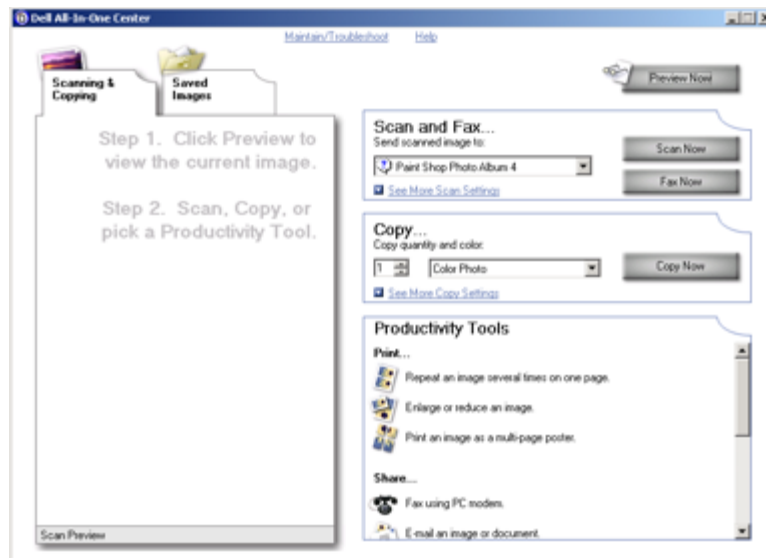 Dell All-In-One Center
Maintain/Troubleshoot Help
Scanning &
Copying
Saved
Images
Preview Now!
Step 1. Click Preview to
view the current image.
Step 2. Scan, Copy, or
pick a Productivity Tool.
Scan Preview
Scan and Fax...
Send scanned image to:
Paint Shop Photo Album 4
See More Scan Settings
Scan Now
Fax Now
Copy...
Copy quantity and color:
1 Color Photo
See More Copy Settings
Copy Now
Productivity Tools
Print...
Repeat an image several times on one page.
Enlarge or reduce an image.
Print an image as a multi-page poster.
Share...
Fax using PC modem.
E-mail an image or document.